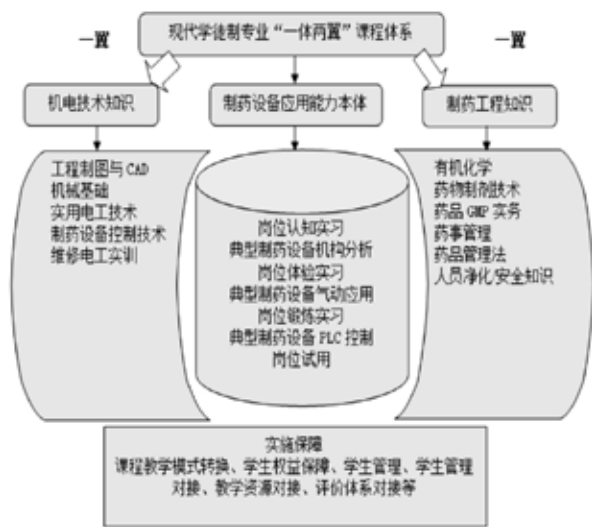 一翼
现代学徒制专业“一体两翼”课程体系
一翼
机电技术知识
制药设备应用能力本体
制药工程知识
工程制图与 CAD
机械基础
实用电工技术
制药设备控制技术
维修电工实训
岗位认知实习
典型制药设备机构分析
岗位体验实习
典型制药设备气动应用
岗位锻炼实习
典型制药设备 PLC 控制
岗位试用
有机化学
药物制剂技术
药品 GMP 实务
药事管理
药品管理法
人员净化/安全知识
实施保障
课程教学模式转换、学生权益保障、学生管理、学生管理
对接、教学资源对接、评价体系对接等